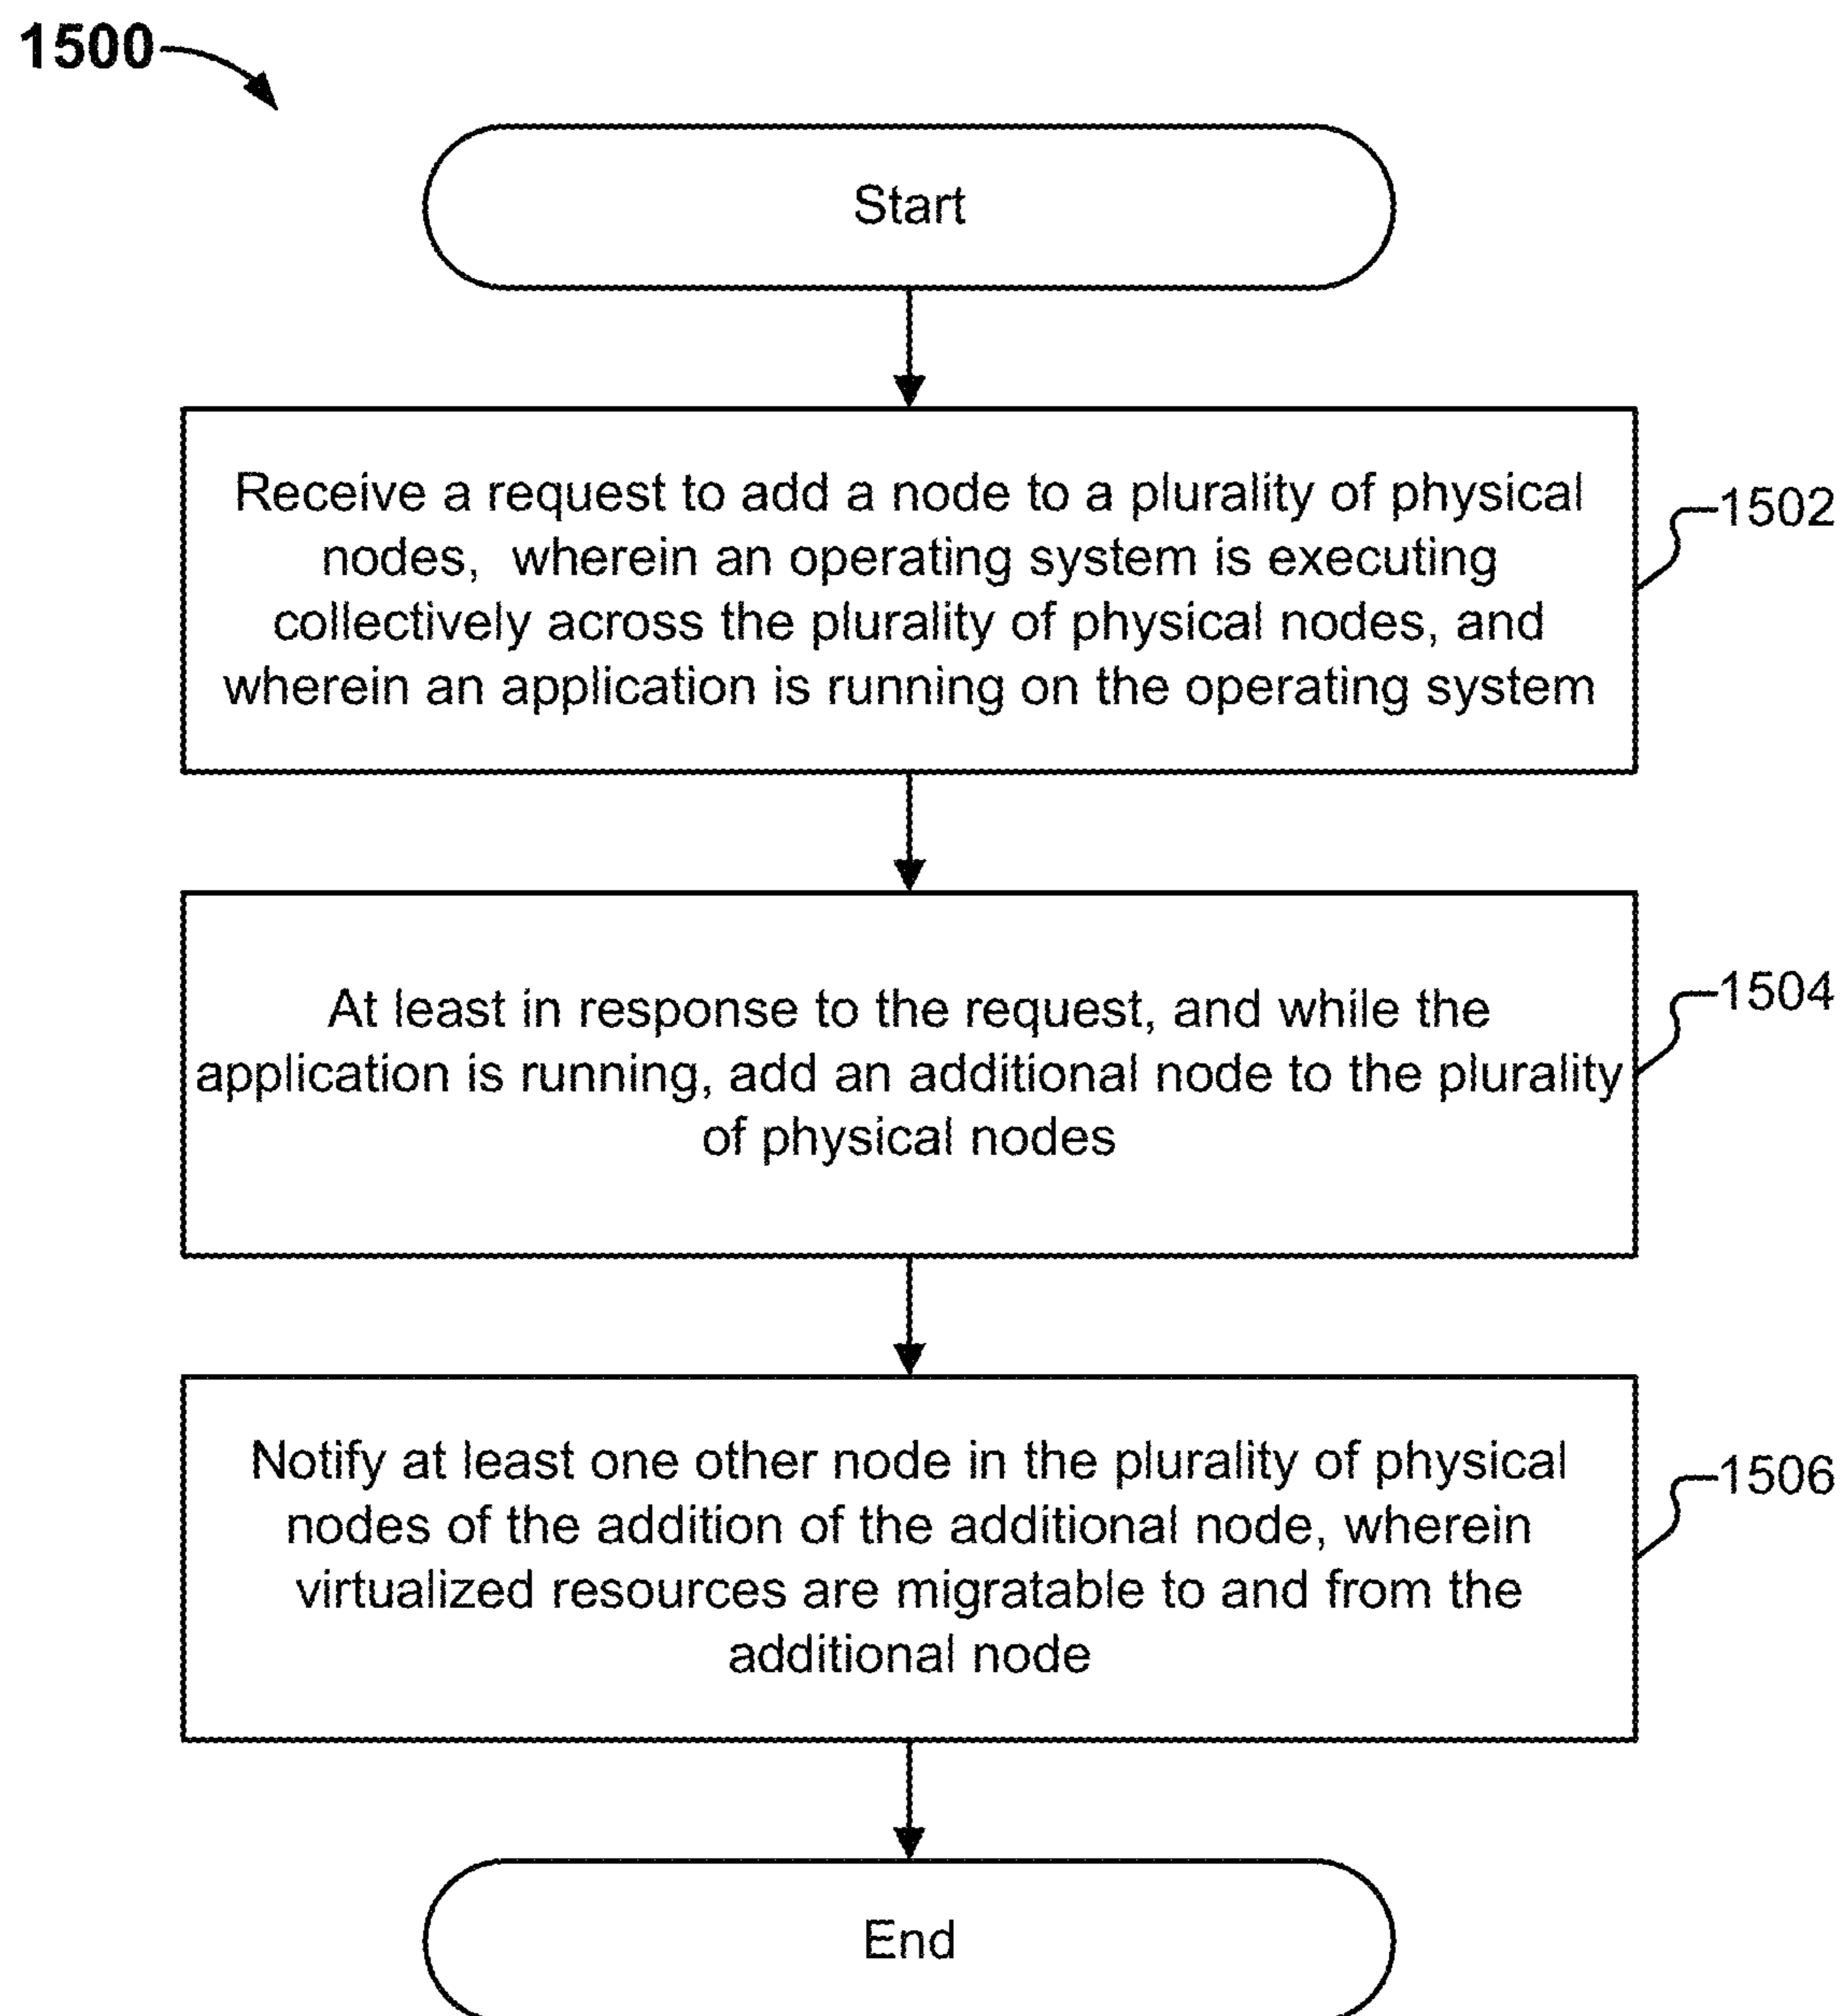 1500
Start
Receive a request to add a node to a plurality of physical
nodes,  wherein an operating system is executing
collectively across the plurality of physical nodes, and
wherein an application is running on the operating system
1502
At least in response to the request, and while the
application is running, add an additional node to the plurality
of physical nodes
1504
Notify at least one other node in the plurality of physical
nodes of the addition of the additional node, wherein
virtualized resources are migratable to and from the
additional node
1506
End